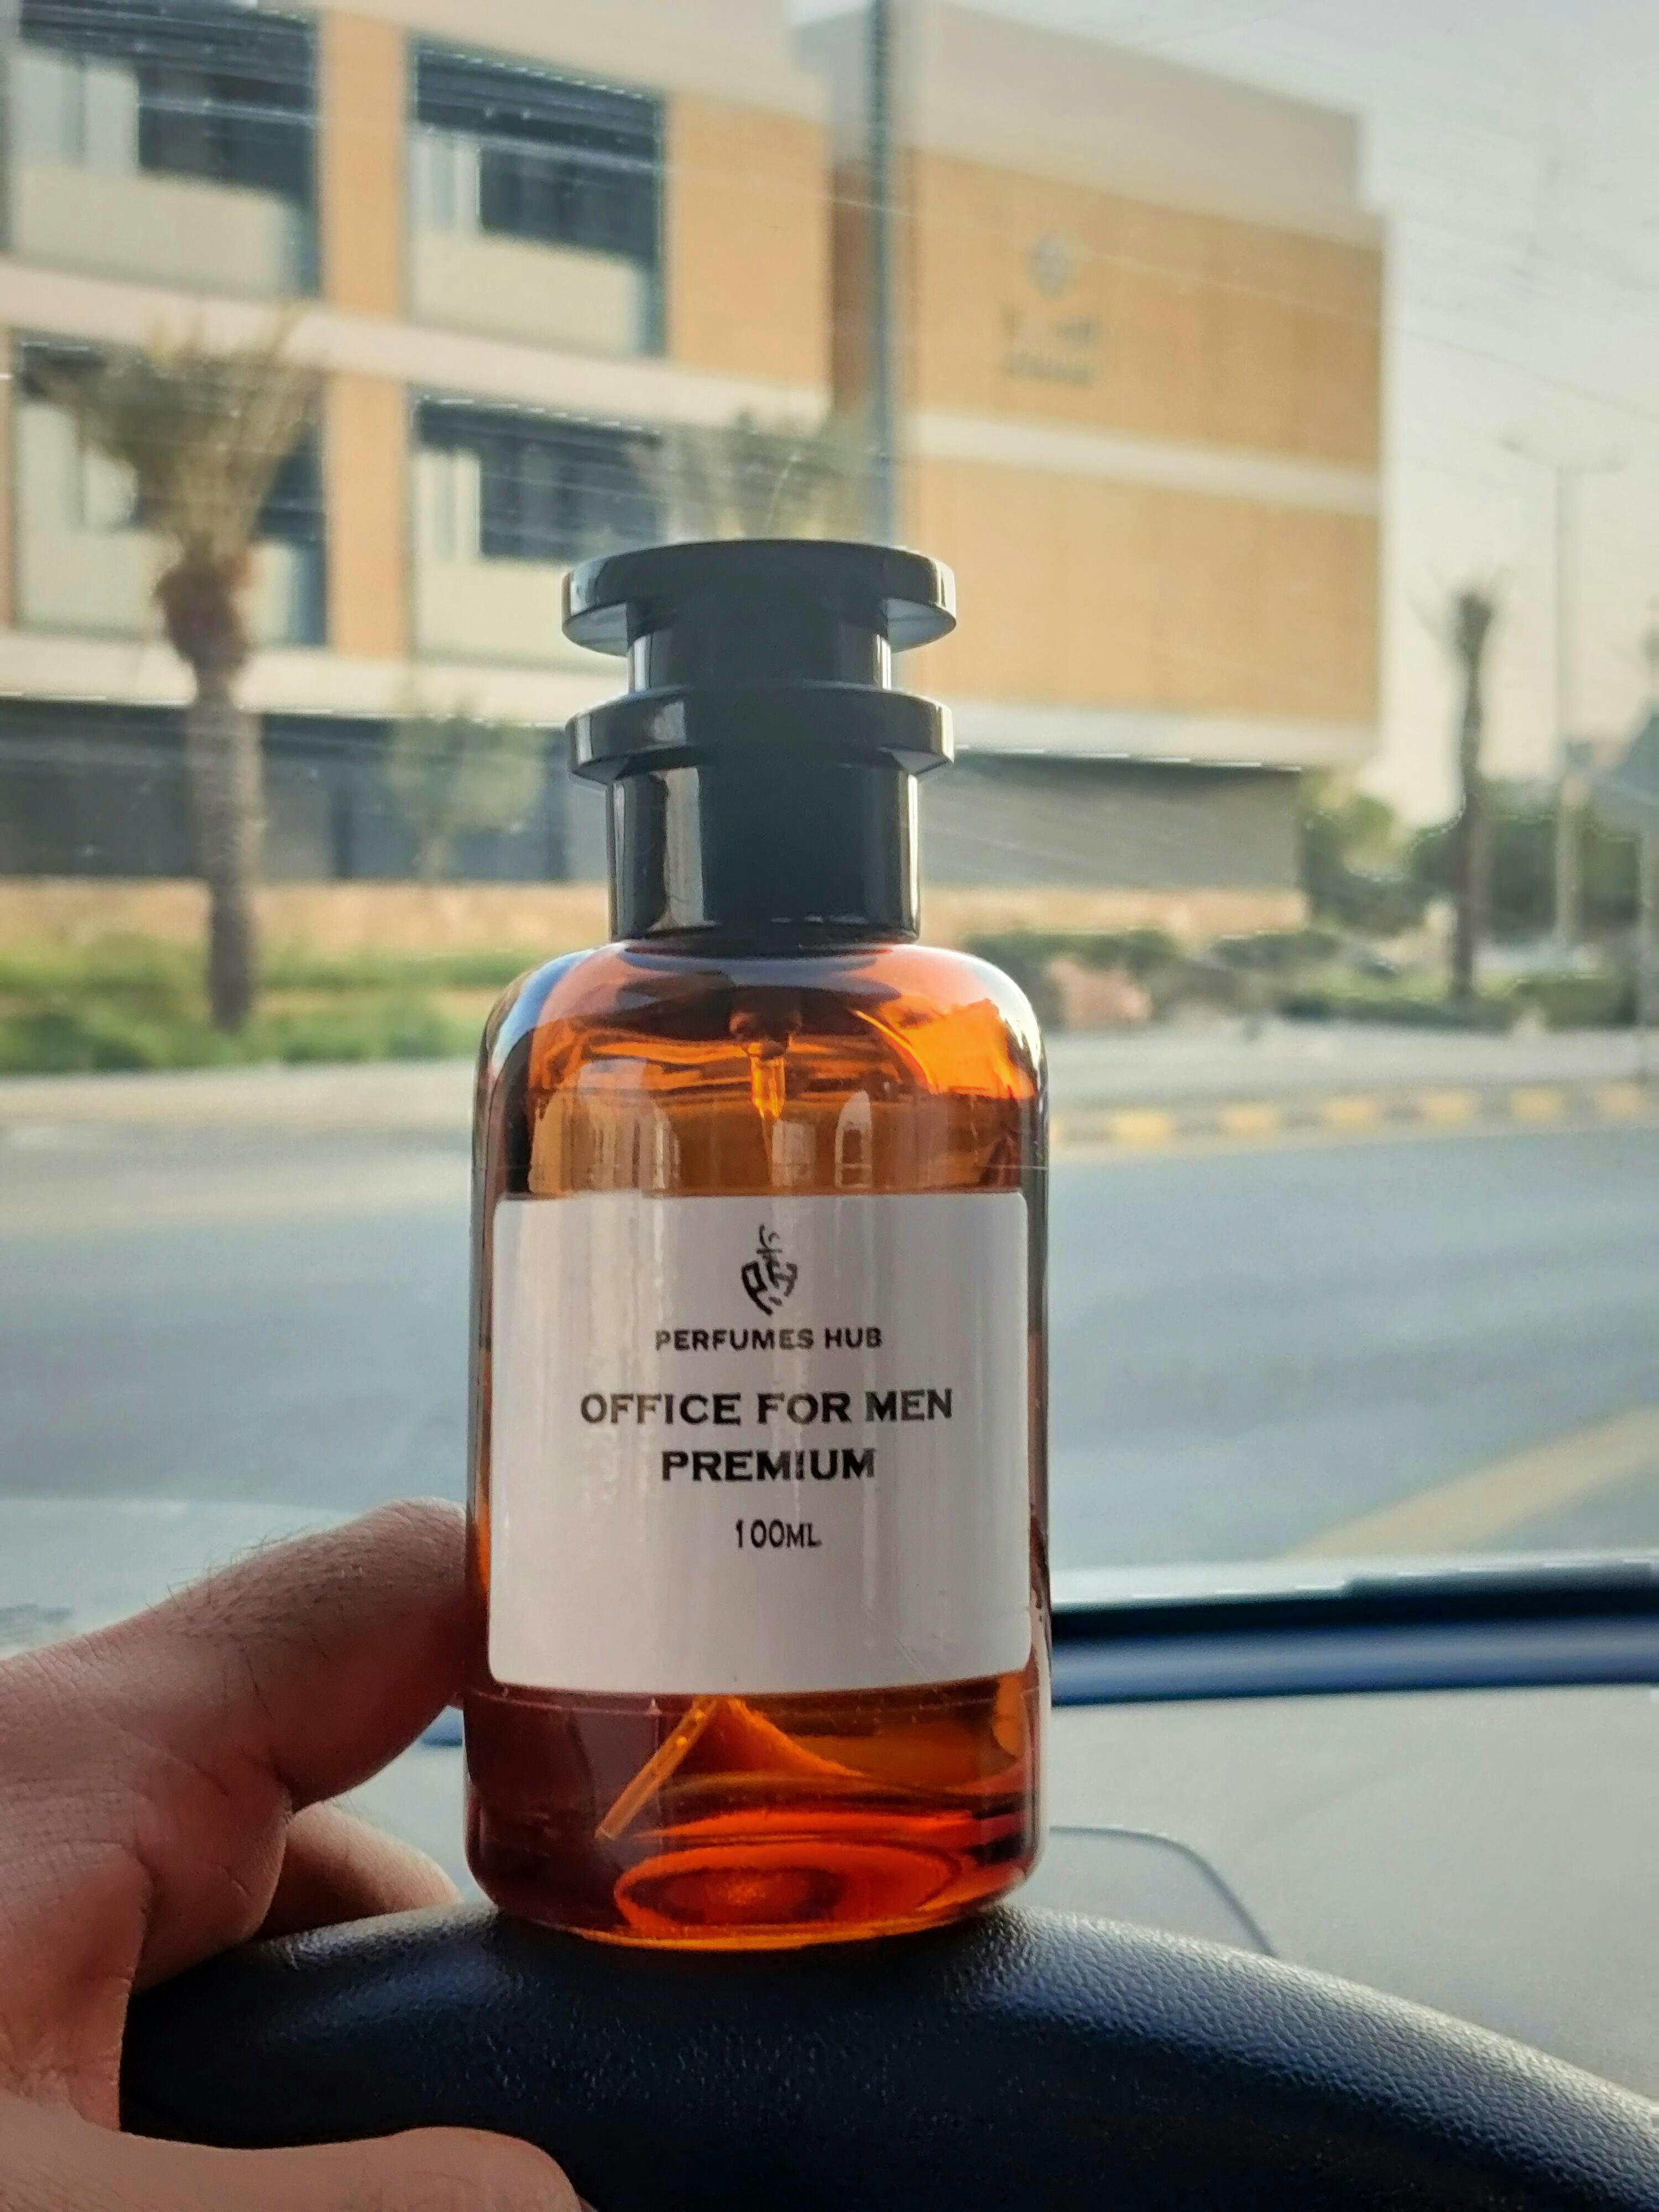 PERFUMES HUB
OFFICE FOR MEN
PREMIUM
100ML